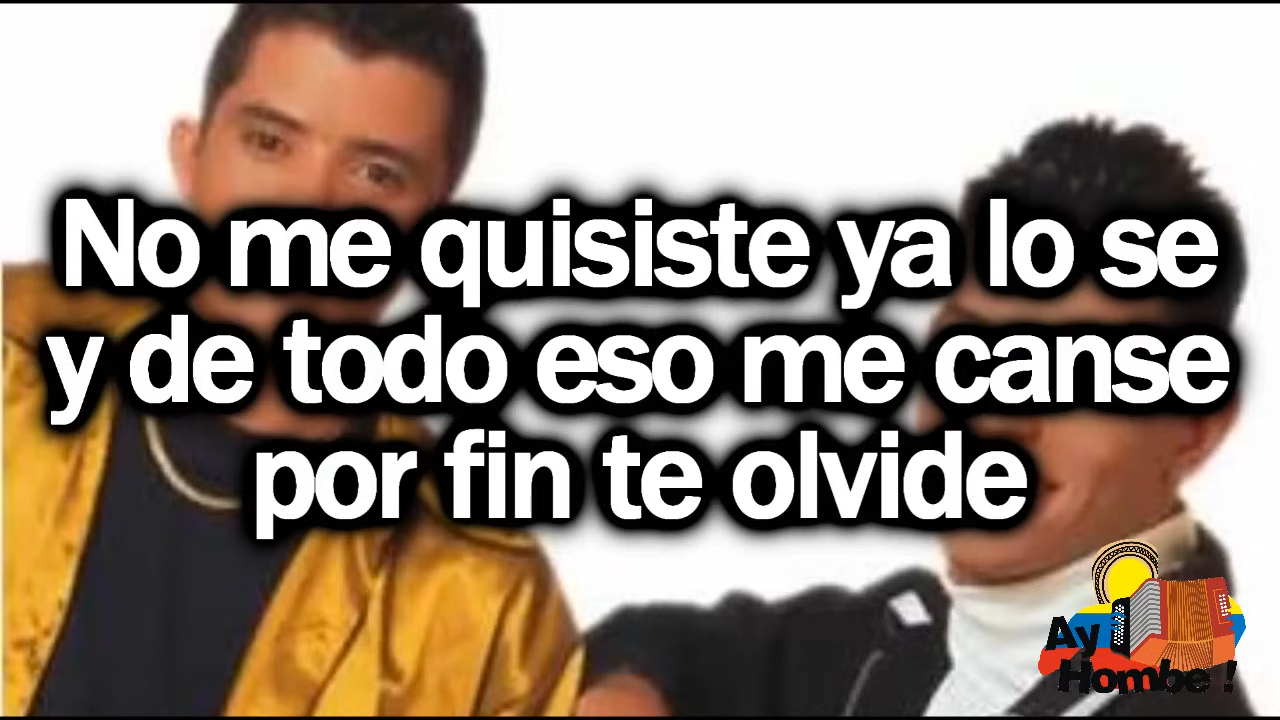 No me quisiste ya lo se
y de todo eso me canse
por fin te olvide
Ay
Hombe !